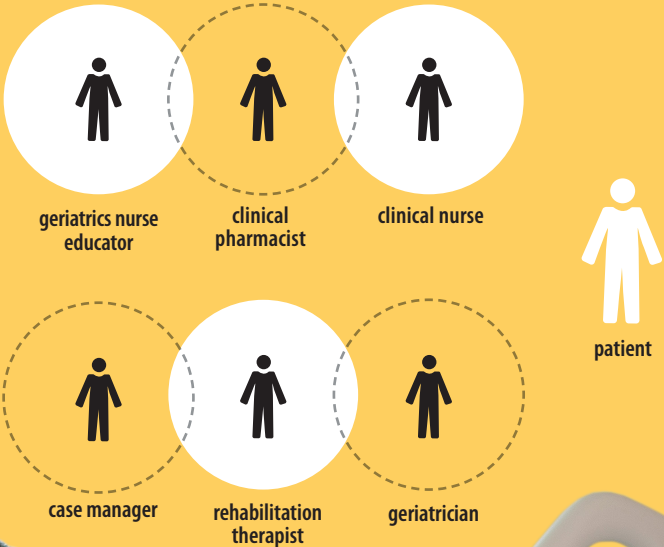 geriatrics nurse
educator
clinical
pharmacist
clinical nurse
patient
case manager
rehabilitation
therapist
geriatrician